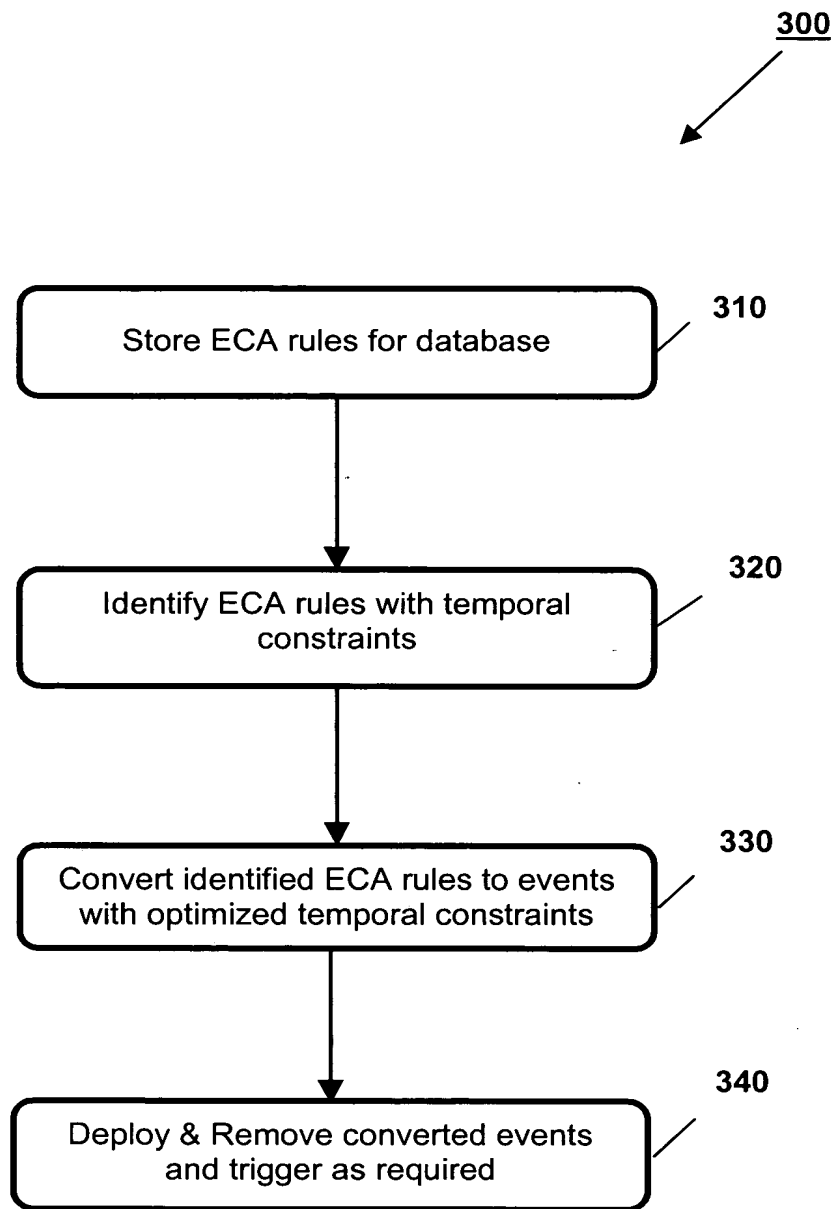 300
Store ECA rules for database
310
Identify ECA rules with temporal
constraints
320
Convert identified ECA rules to events
with optimized temporal constraints
330
Deploy & Remove converted events
and trigger as required
340